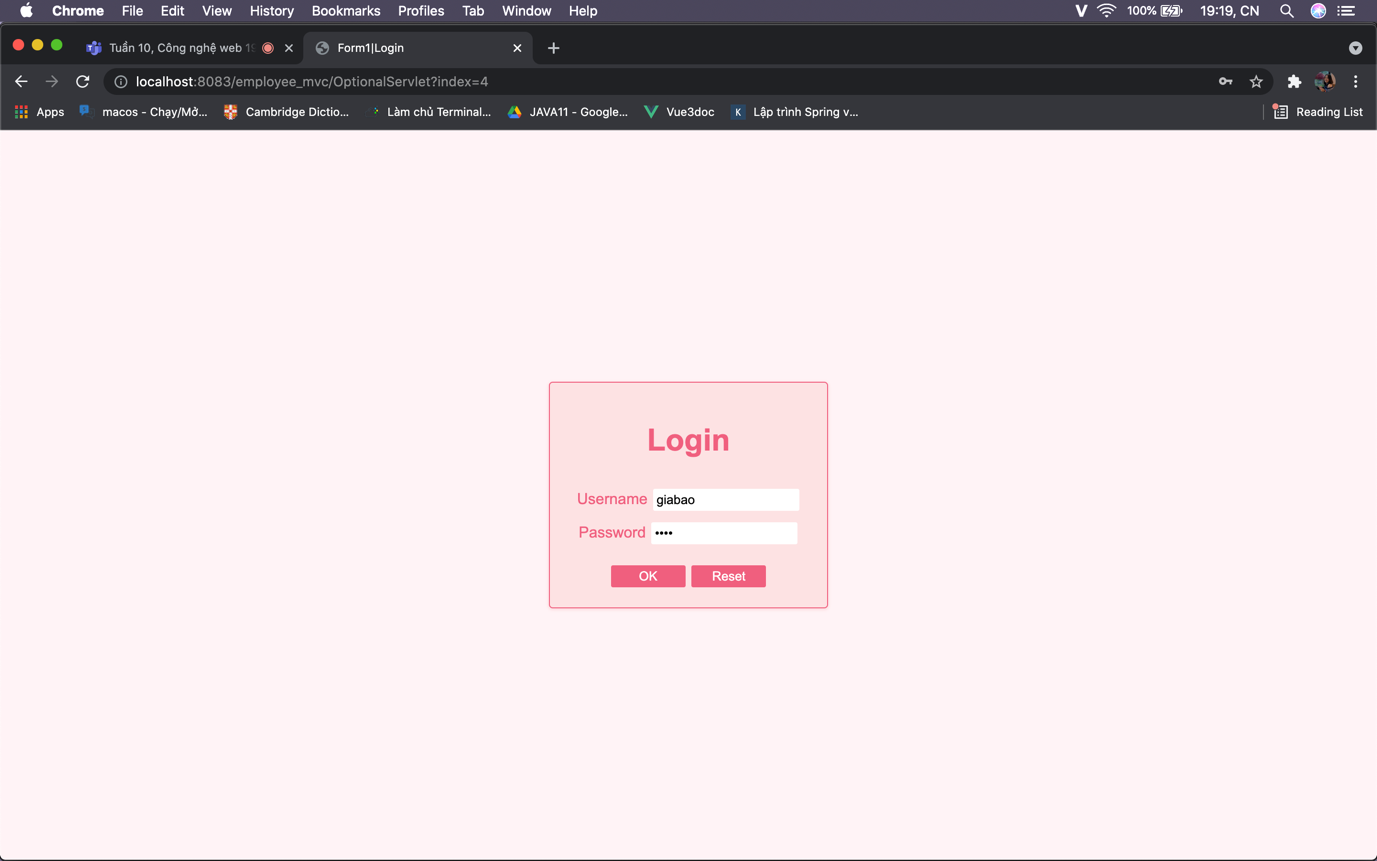 Chrome File Edit View History Bookmarks Profiles Tab Window Help V 100% 19:19, CN
Tuần 10, Công nghệ web Form1|Login
localhost:8083/employee_mvc/OptionalServlet?index=4
Apps macos - Chạy/Mở... Cambridge Dictio... Làm chủ Terminal... JAVA11 - Google... Vue3doc K Lập trình Spring v... Reading List
Login
Username giabao
Password ••••
OK Reset